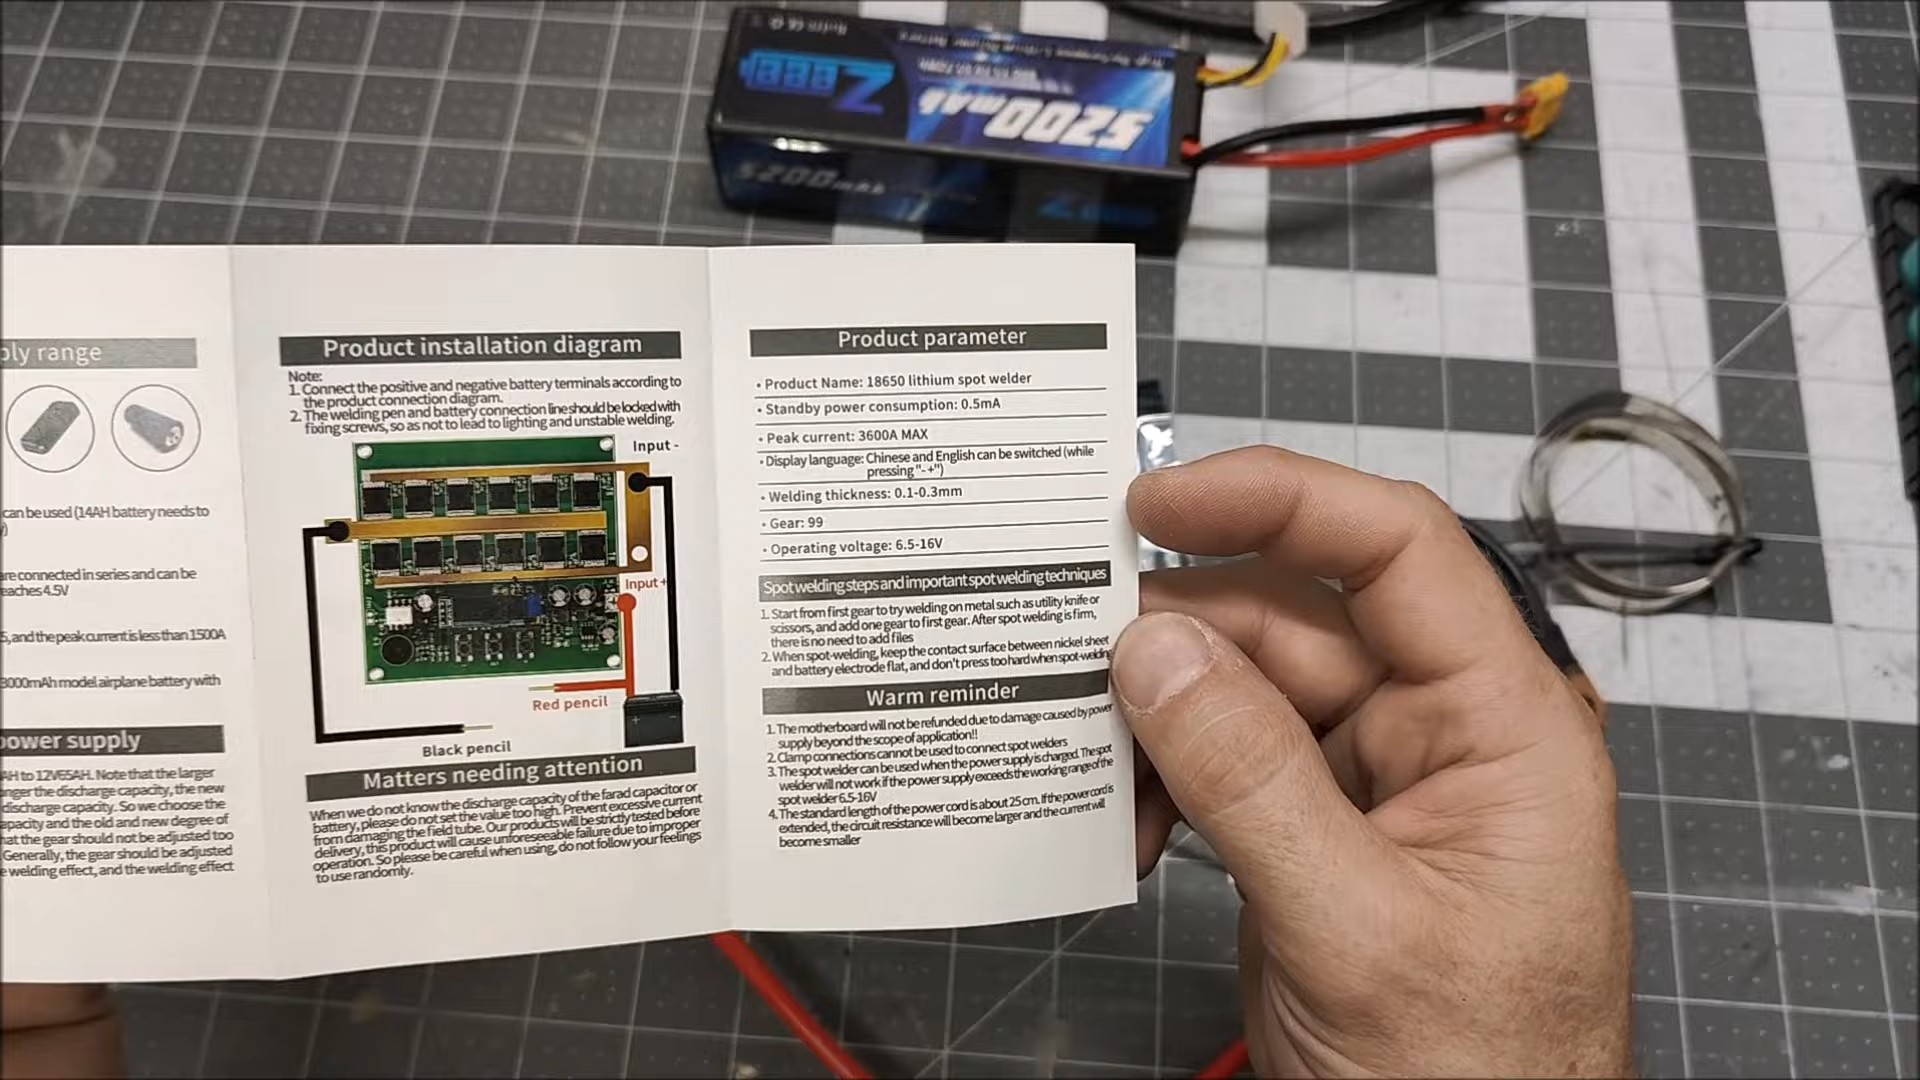 Zeee
5200mAh
5200mAh
ply range
can be used (14AH battery needs to
are connected in series and can be
reaches 4.5V
5, and the peak current is less than 1500A
3000mAh model airplane battery with
power supply
AH to 12V65AH. Note that the larger
nger the discharge capacity, the new
discharge capacity. So we choose the
apacity and the old and new degree of
hat the gear should not be adjusted too
Generally, the gear should be adjusted
e welding effect, and the welding effect
Product installation diagram
Note:
1. Connect the positive and negative battery terminals according to
the product connection diagram.
2. The welding pen and battery connection line should be locked with
fixing screws, so as not to lead to lighting and unstable welding.
Input -
Input+
Red pencil
+ -
Black pencil
Matters needing attention
When we do not know the discharge capacity of the farad capacitor or
battery, please do not set the value too high. Prevent excessive current
from damaging the field tube. Our products will be strictly tested before
delivery, this product will cause unforeseeable failure due to improper
operation. So please be careful when using, do not follow your feelings
to use randomly.
Product parameter
• Product Name: 18650 lithium spot welder
• Standby power consumption: 0.5mA
• Peak current: 3600A MAX
• Display language: Chinese and English can be switched (while
pressing "- +")
• Welding thickness: 0.1-0.3mm
• Gear: 99
• Operating voltage: 6.5-16V
Spot welding steps and important spot welding techniques
1. Start from first gear to try welding on metal such as utility knife or
scissors, and add one gear to first gear. After spot welding is firm,
there is no need to add files
2. When spot-welding, keep the contact surface between nickel sheet
and battery electrode flat, and don't press too hard when spot-welding
Warm reminder
1. The motherboard will not be refunded due to damage caused by power
supply beyond the scope of application!!
2. Clamp connections cannot be used to connect spot welders
3. The spot welder can be used when the power supply is charged. The spot
welder will not work if the power supply exceeds the working range of the
spot welder 6.5-16V
4. The standard length of the power cord is about 25 cm. If the power cord is
extended, the circuit resistance will become larger and the current will
become smaller